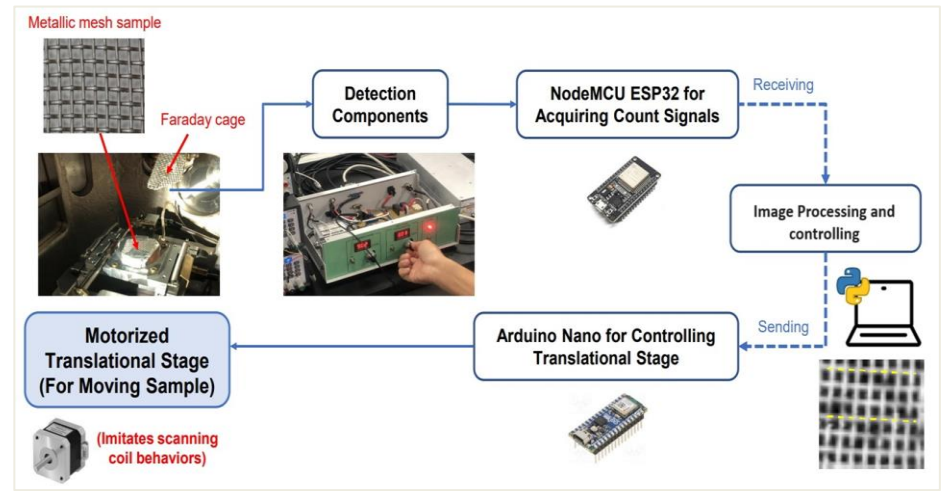 Metallic mesh sample
Faraday cage
Detection
Components
NodeMCU ESP32 for
Acquiring Count Signals
Receiving
Image Processing and
controlling
Sending
Arduino Nano for Controlling
Translational Stage
Motorized
Translational Stage
(For Moving Sample)
(Imitates scanning
coil behaviors)